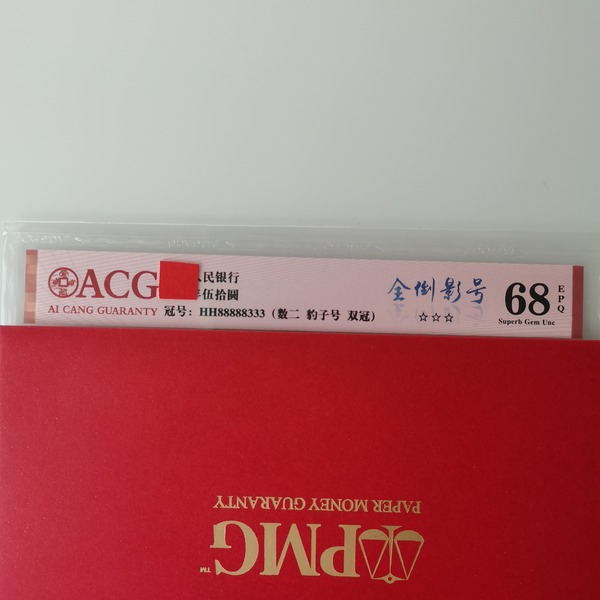 ACG
AI CANG GUARANTY
人民银行
伍拾圆
冠号：HH88888333（数二 豹子号 双冠）
全倒影号
☆☆☆
68
EPQ
Superb Gem Unc
PAPER MONEY GUARANTY
PMG
TM